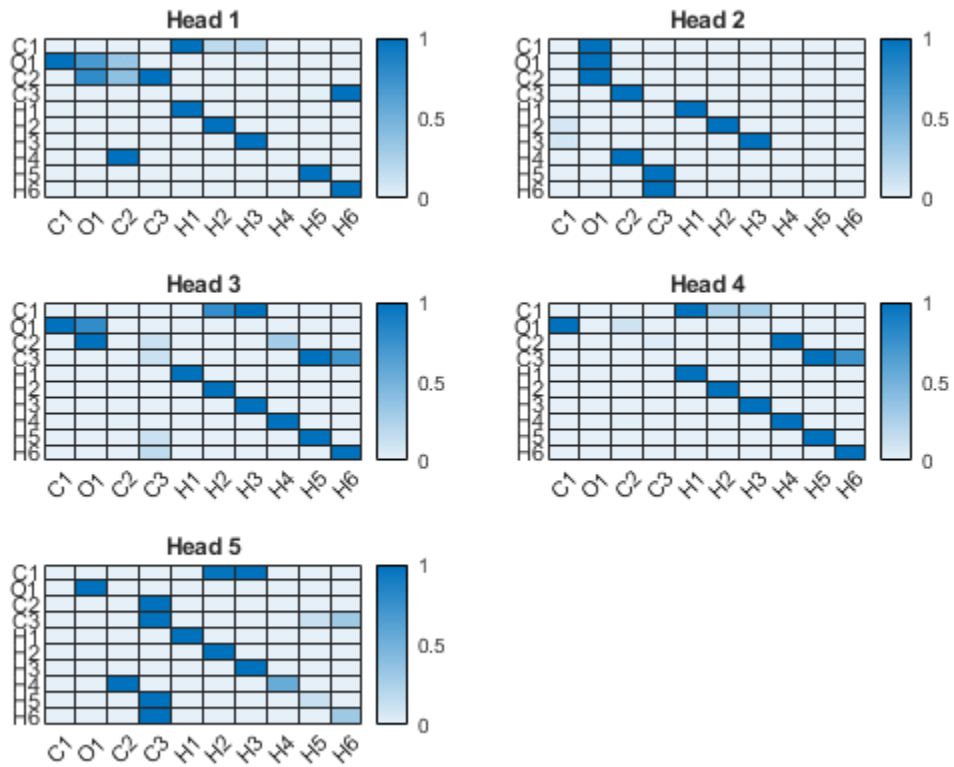 Head 1
C1
O1
C2
C3
H1
H2
H3
H4
H5
H6
1
0.5
0
C1 O1 C2 C3 H1 H2 H3 H4 H5 H6
Head 2
C1
O1
C2
C3
H1
H2
H3
H4
H5
H6
1
0.5
0
C1 O1 C2 C3 H1 H2 H3 H4 H5 H6
Head 3
C1
O1
C2
C3
H1
H2
H3
H4
H5
H6
1
0.5
0
C1 O1 C2 C3 H1 H2 H3 H4 H5 H6
Head 4
C1
O1
C2
C3
H1
H2
H3
H4
H5
H6
1
0.5
0
C1 O1 C2 C3 H1 H2 H3 H4 H5 H6
Head 5
C1
O1
C2
C3
H1
H2
H3
H4
H5
H6
1
0.5
0
C1 O1 C2 C3 H1 H2 H3 H4 H5 H6